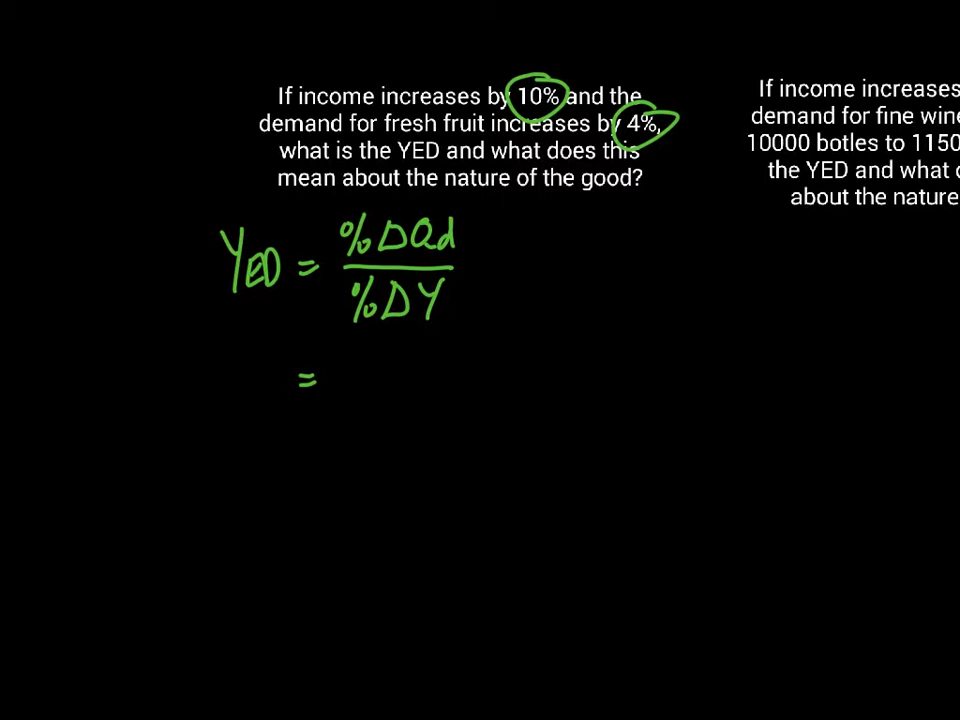 If income increases by 10% and the
demand for fresh fruit increases by 4%,
what is the YED and what does this
mean about the nature of the good?
YED = %ΔQd
%ΔY
=
If income increases
demand for fine wine
10000 botles to 1150
the YED and what
about the nature